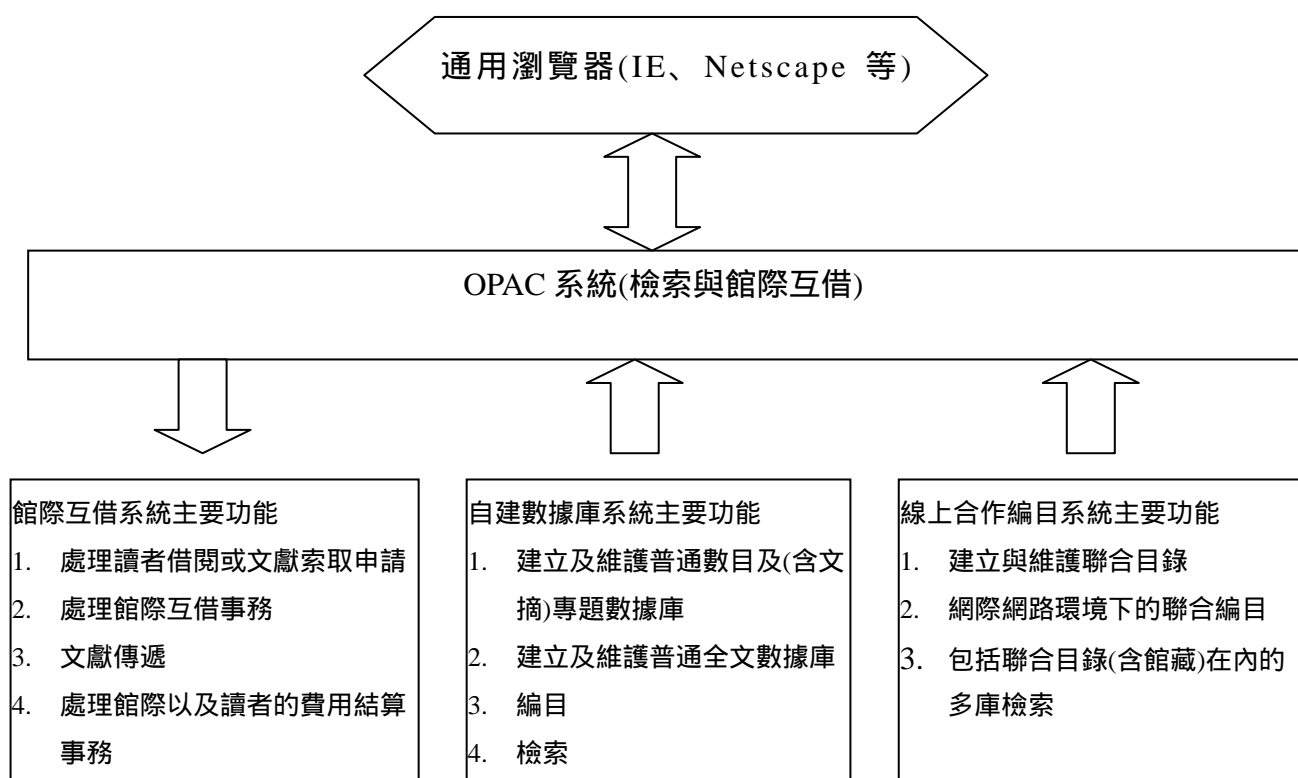 通用瀏覽器(IE、Netscape 等)
OPAC 系統(檢索與館際互借)
館際互借系統主要功能
1. 處理讀者借閱或文獻索取申請
2. 處理館際互借事務
3. 文獻傳遞
4. 處理館際以及讀者的費用結算
事務
自建數據庫系統主要功能
1. 建立及維護普通數目及(含文
摘)專題數據庫
2. 建立及維護普通全文數據庫
3. 編目
4. 檢索
線上合作編目系統主要功能
1. 建立與維護聯合目錄
2. 網際網路環境下的聯合編目
3. 包括聯合目錄(含館藏)在內的
多庫檢索